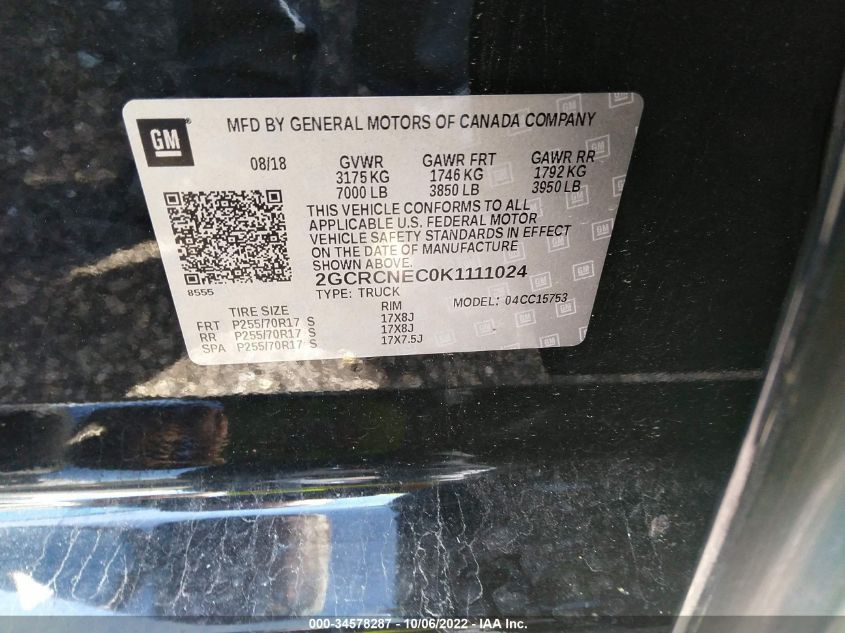 GM MFD BY GENERAL MOTORS OF CANADA COMPANY
08/18 GVWR GAWR FRT GAWR RR
3175 KG 1746 KG 1792 KG
7000 LB 3850 LB 3950 LB
THIS VEHICLE CONFORMS TO ALL
APPLICABLE U.S. FEDERAL MOTOR
VEHICLE SAFETY STANDARDS IN EFFECT
ON THE DATE OF MANUFACTURE
SHOWN ABOVE.
2GCRCNEC0K1111024
8555 TYPE: TRUCK MODEL: 04CC15753
TIRE SIZE RIM
FRT P255/70R17 S 17X8J
RR P255/70R17 S 17X8J
SPA P255/70R17 S 17X7.5J
000-34578287 - 10/06/2022 - IAA Inc.